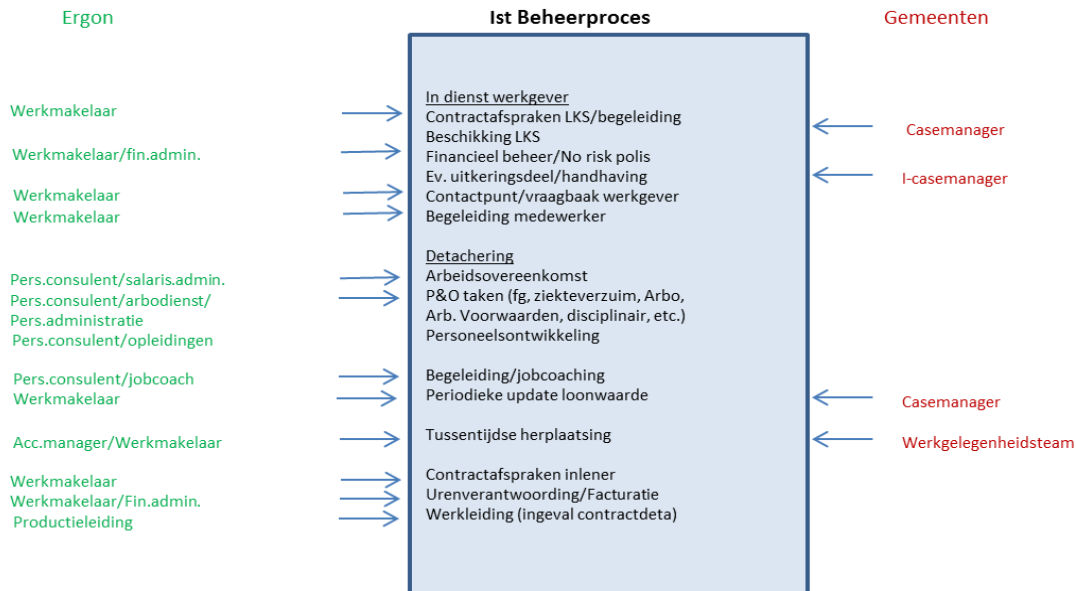 Ergon
Ist Beheerproces
Gemeenten
Werkmakelaar
Werkmakelaar/fin.admin.
Werkmakelaar
Werkmakelaar
Pers.consulent/salaris.admin.
Pers.consulent/arbodienst/
Pers.administratie
Pers.consulent/opleidingen
Pers.consulent/jobcoach
Werkmakelaar
Acc.manager/Werkmakelaar
Werkmakelaar
Werkmakelaar/Fin.admin.
Productieleiding
In dienst werkgever
Contractafspraken LKS/begeleiding
Beschikking LKS
Financieel beheer/No risk polis
Ev. uitkeringsdeel/handhaving
Contactpunt/vraagbaak werkgever
Begeleiding medewerker
Detachering
Arbeidsovereenkomst
P&O taken (fg, ziekteverzuim, Arbo,
Arb. Voorwaarden, disciplinair, etc.)
Personeelsontwikkeling
Begeleiding/jobcoaching
Periodieke update loonwaarde
Tussentijdse herplaatsing
Contractafspraken inlener
Urenverantwoording/Facturatie
Werkleiding (ingeval contractdeta)
Casemanager
I-casemanager
Casemanager
Werkgelegenheidsteam